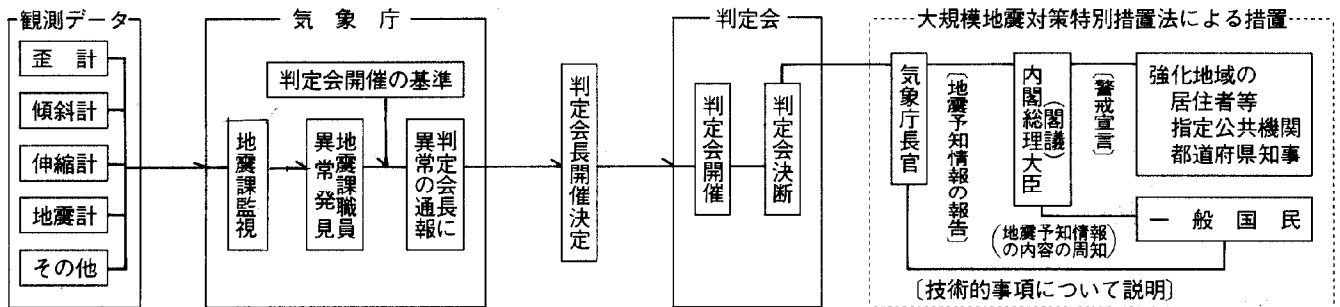 観測データ
歪計
傾斜計
伸縮計
地震計
その他
気象庁
判定会開催の基準
地震課監視
地震課職員
異常発見
判定会長に
異常の通報
判定会長開催決定
判定会
判定会開催
判定会決断
大規模地震対策特別措置法による措置
気象庁長官
〔地震予知情報の報告〕
内閣総理大臣
(閣議)
〔警戒宣言〕
強化地域の
居住者等
指定公共機関
都道府県知事
一般国民
(地震予知情報
の内容の周知)
〔技術的事項について説明〕